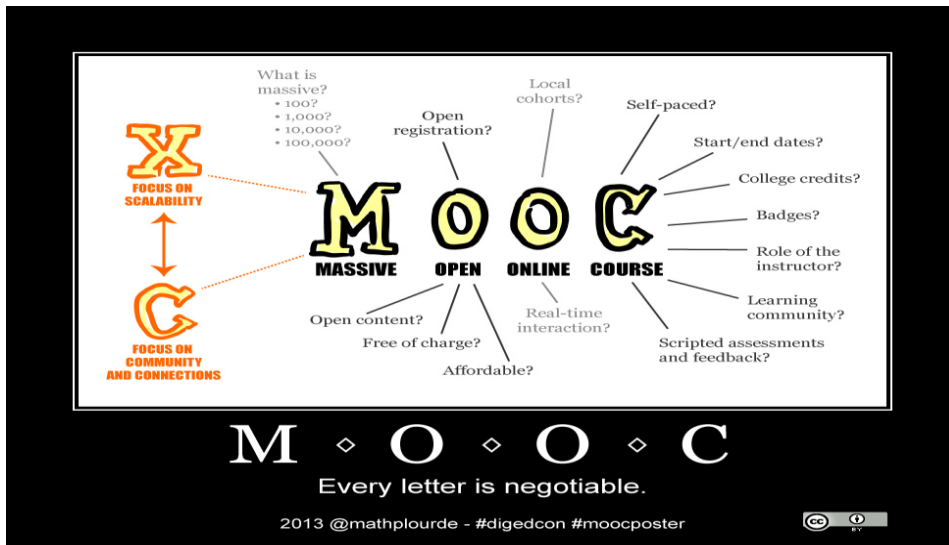 What is
massive?
• 100?
• 1,000?
• 10,000?
• 100,000?
Open
registration?
Local
cohorts?
Self-paced?
Start/end dates?
College credits?
Badges?
Role of the
instructor?
Learning
community?
Scripted assessments
and feedback?
X
FOCUS ON
SCALABILITY
C
FOCUS ON
COMMUNITY
AND CONNECTIONS
M O O C
MASSIVE OPEN ONLINE COURSE
Open content?
Free of charge?
Affordable?
Real-time
interaction?
M ◇ O ◇ O ◇ C
Every letter is negotiable.
2013 @mathplourde - #digedcon #moocposter
cc
BY